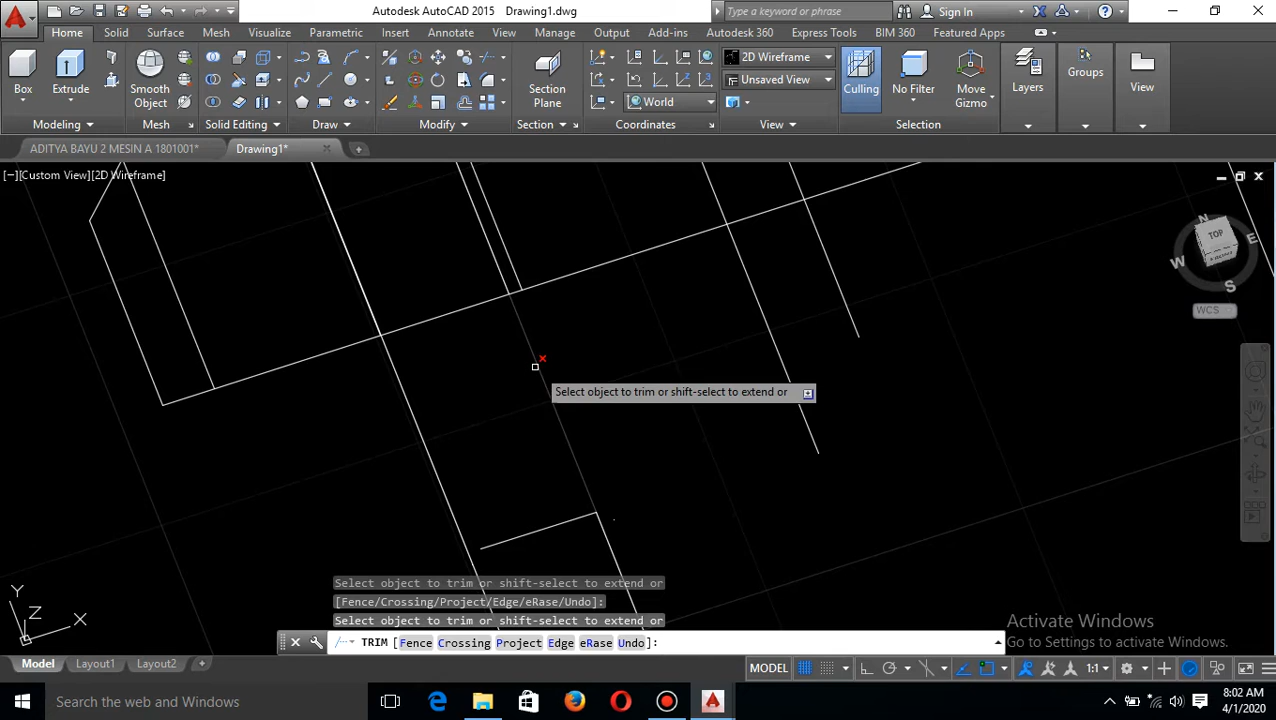 Autodesk AutoCAD 2015 Drawing1.dwg
Type a keyword or phrase
Sign In
Home Solid Surface Mesh Visualize Parametric Insert Annotate View Manage Output Add-ins Autodesk 360 Express Tools BIM 360 Featured Apps
Box
Extrude
Smooth Object
Section Plane
2D Wireframe
Unsaved View
World
Culling
No Filter
Move Gizmo
Layers
Groups
View
Modeling
Mesh
Solid Editing
Draw
Modify
Section
Coordinates
View
Selection
ADITYA BAYU 2 MESIN A 1801001*
Drawing1*
[−][Custom View][2D Wireframe]
N
TOP
W
E
S
WCS
Select object to trim or shift-select to extend or
Select object to trim or shift-select to extend or
[Fence/Crossing/Project/Edge/eRase/Undo]:
Select object to trim or shift-select to extend or
TRIM [Fence Crossing Project Edge eRase Undo]:
Y
Z
X
Activate Windows
Go to Settings to activate Windows.
Model Layout1 Layout2
MODEL
1:1
Type here to search
8:02 AM
4/1/2020